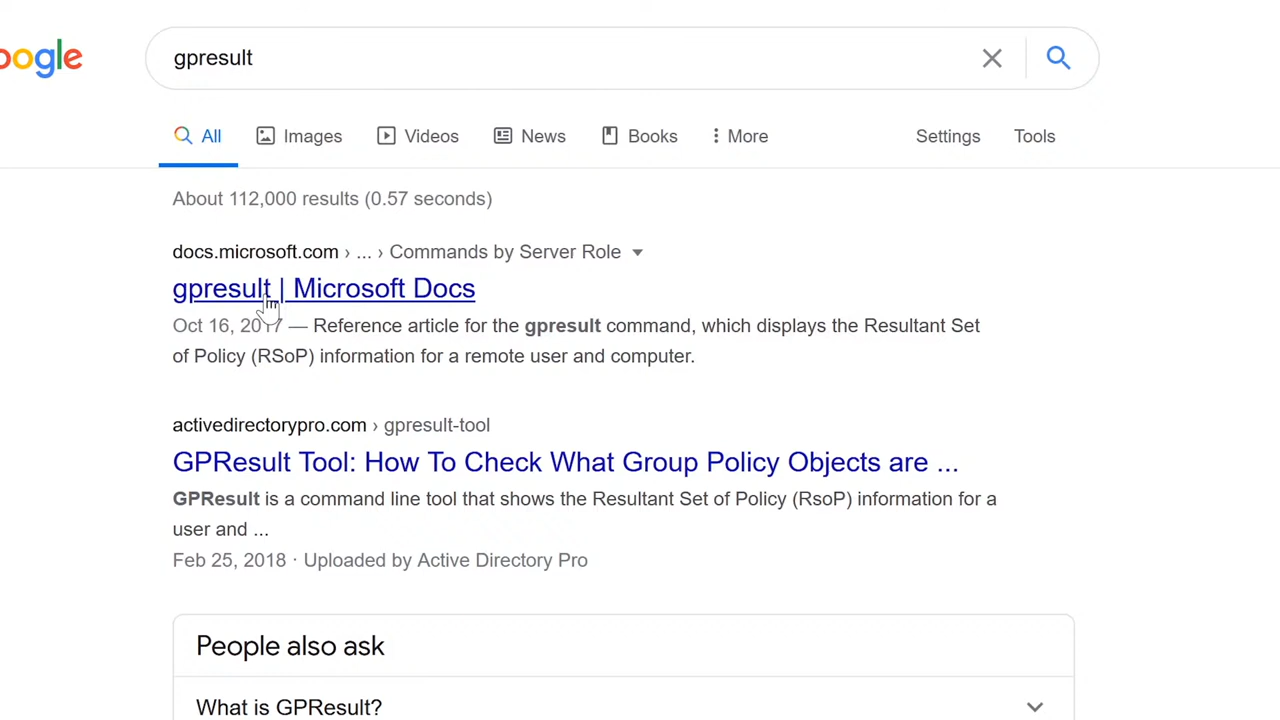 oogle
gpresult
All Images Videos News Books More Settings Tools
About 112,000 results (0.57 seconds)
docs.microsoft.com › ... › Commands by Server Role
gpresult | Microsoft Docs
Oct 16, 2017 — Reference article for the gpresult command, which displays the Resultant Set
of Policy (RSoP) information for a remote user and computer.
activedirectorypro.com › gpresult-tool
GPResult Tool: How To Check What Group Policy Objects are ...
GPResult is a command line tool that shows the Resultant Set of Policy (RsoP) information for a
user and ...
Feb 25, 2018 · Uploaded by Active Directory Pro
People also ask
What is GPResult?